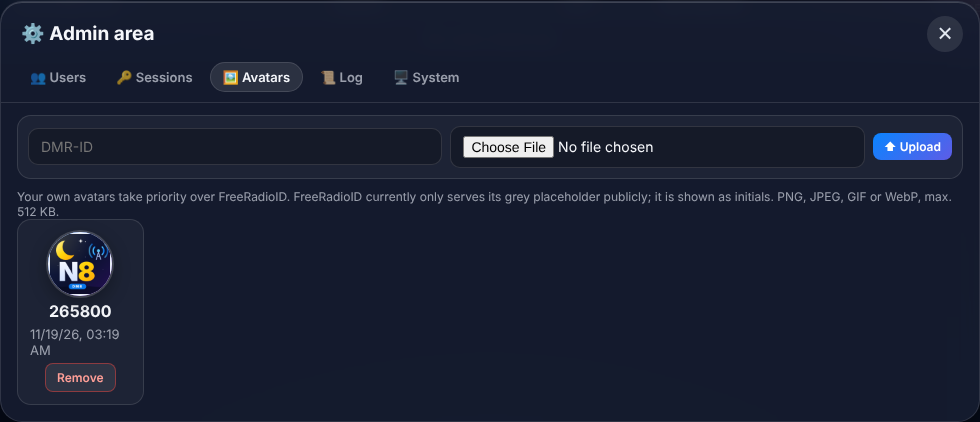 Admin area
Users
Sessions
Avatars
Log
System
DMR-ID
Choose File No file chosen
Upload
Your own avatars take priority over FreeRadioID. FreeRadioID currently only serves its grey placeholder publicly; it is shown as initials. PNG, JPEG, GIF or WebP, max.
512 KB.
N8
DMR
265800
11/19/26, 03:19
AM
Remove